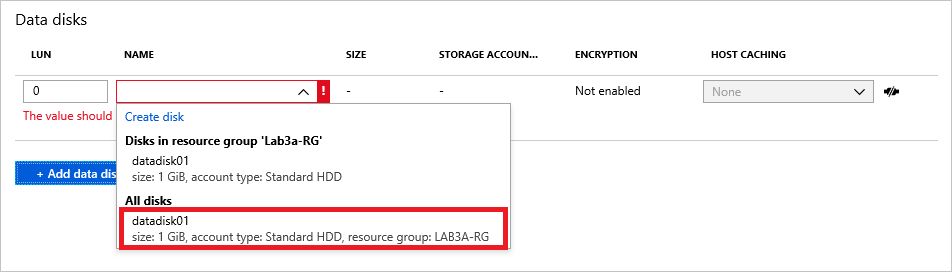 Data disks
LUN NAME SIZE STORAGE ACCOUN... ENCRYPTION HOST CACHING
0 ! - - Not enabled None
The value should
Create disk
Disks in resource group 'Lab3a-RG'
datadisk01
size: 1 GiB, account type: Standard HDD
+ Add data dis
All disks
datadisk01
size: 1 GiB, account type: Standard HDD, resource group: LAB3A-RG